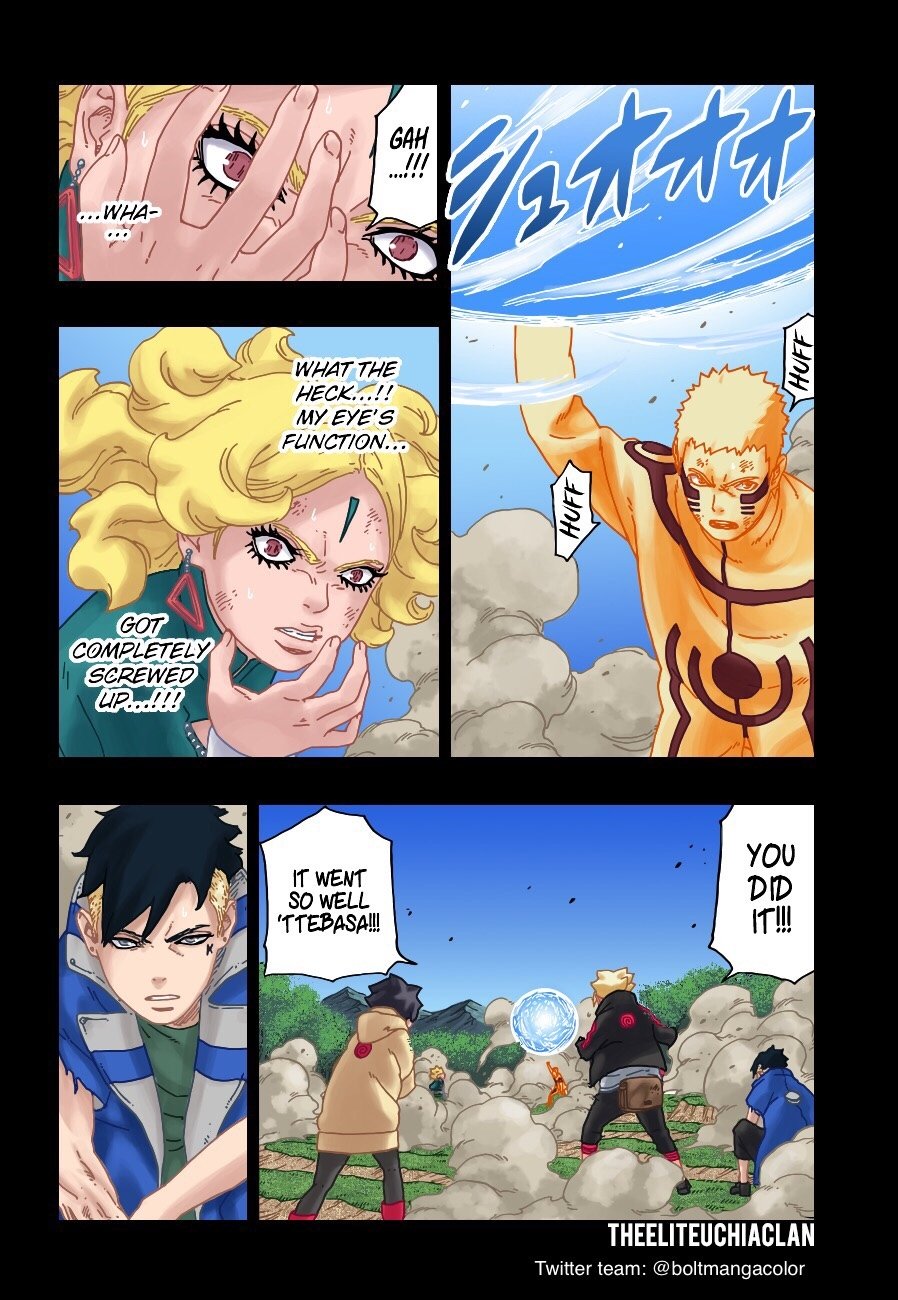 シュオオオ
HUFF
HUFF
GAH
....!!!
...WHA-
---
WHAT THE
HECK...!!
MY EYE'S
FUNCTION...
GOT
COMPLETELY
SCREWED
UP...!!!
YOU
DID
IT!!!
IT WENT
SO WELL
'TTEBASA!!!
K
THEELITEUCHIACLAN
Twitter team: @boltmangacolor